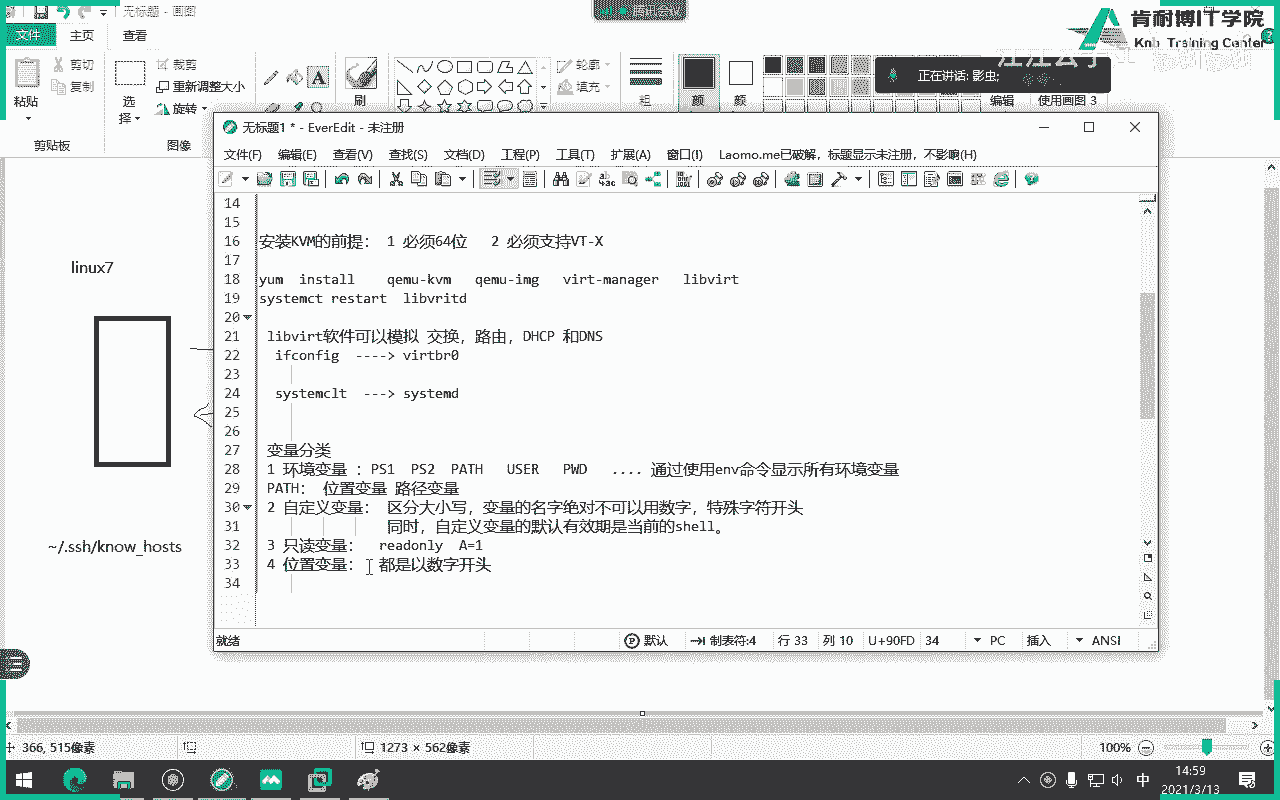 无标题 - 画图
腾讯会议
肯耐博IT学院
Knb Training Center
文件 主页 查看
正在讲话: 影虫;
剪切
复制
粘贴
剪贴板
选择
裁剪
重新调整大小
旋转
图像
刷
轮廓
填充
粗
颜
颜
编辑
使用画图 3
无标题1 * - EverEdit - 未注册
文件(F) 编辑(E) 查看(V) 查找(S) 文档(D) 工程(P) 工具(T) 扩展(A) 窗口(I) Laomo.me已破解，标题显示未注册，不影响(H)
14
15
16 安装KVM的前提： 1 必须64位 2 必须支持VT-X
17
18 yum install qemu-kvm qemu-img virt-manager libvirt
19 systemct restart libvritd
20
21 libvirt软件可以模拟 交换，路由，DHCP 和DNS
22 ifconfig ----> virtbr0
23
24 systemclt ---> systemd
25
26
27 变量分类
28 1 环境变量 ：PS1 PS2 PATH USER PWD .... 通过使用env命令显示所有环境变量
29 PATH： 位置变量 路径变量
30 2 自定义变量： 区分大小写，变量的名字绝对不可以用数字，特殊字符开头
31 同时，自定义变量的默认有效期是当前的shell。
32 3 只读变量： readonly A=1
33 4 位置变量： 都是以数字开头
34
linux7
~/.ssh/know_hosts
就绪
默认 制表符:4 行 33 列 10 U+90FD 34 PC 插入 ANSI
366, 515像素
1273 × 562像素
100%
中
14:59
2021/3/13